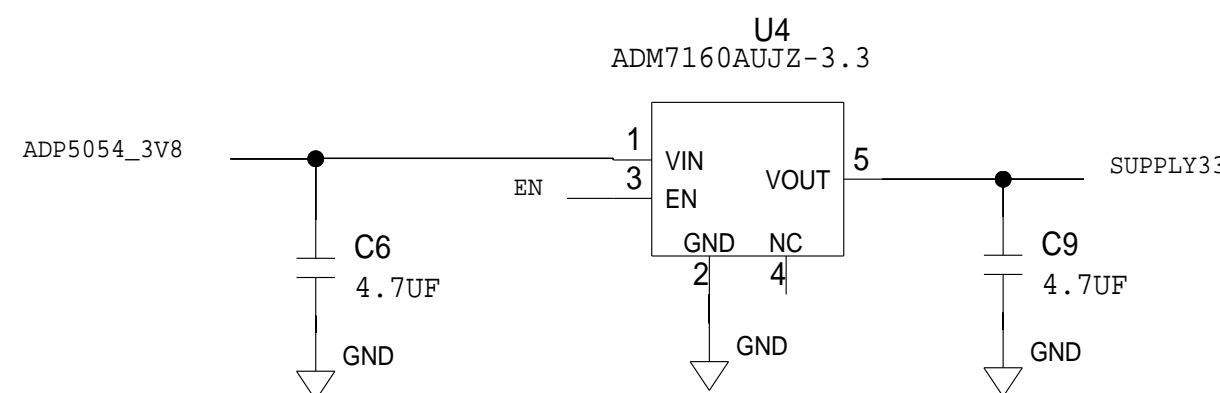 U4
ADM7160AUJZ-3.3
ADP5054_3V8
1
VIN
5
SUPPLY33
EN
3
EN
VOUT
GND
NC
2
4
C6
4.7UF
C9
4.7UF
GND
GND
GND